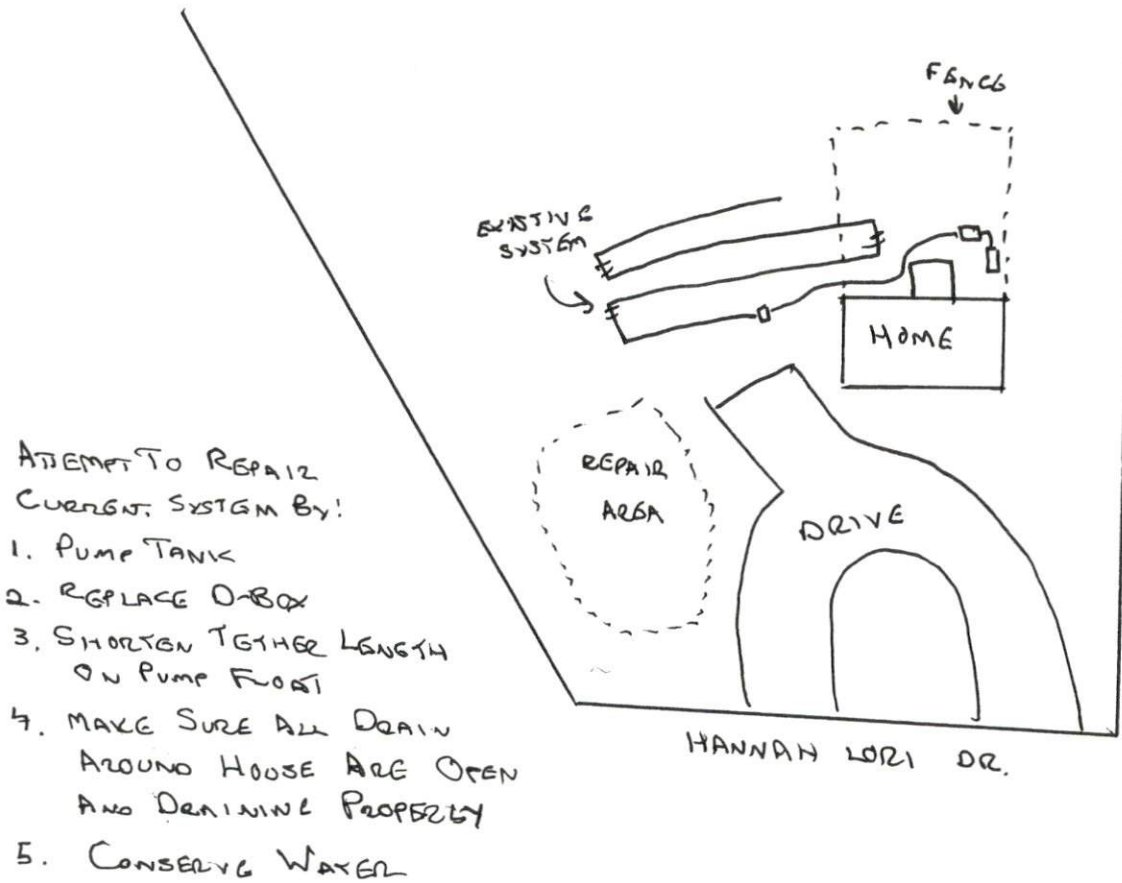 FENCE
EXISTING
SYSTEM
HOME
REPAIR
AREA
DRIVE
HANNAH LORI DR.
ATTEMPT TO REPAIR
CURRENT SYSTEM BY:
1. PUMP TANK
2. REPLACE D-BOX
3. SHORTEN TETHER LENGTH
ON PUMP FLOAT
4. MAKE SURE ALL DRAIN
AROUND HOUSE ARE OPEN
AND DRAINING PROPERLY
5. CONSERVE WATER